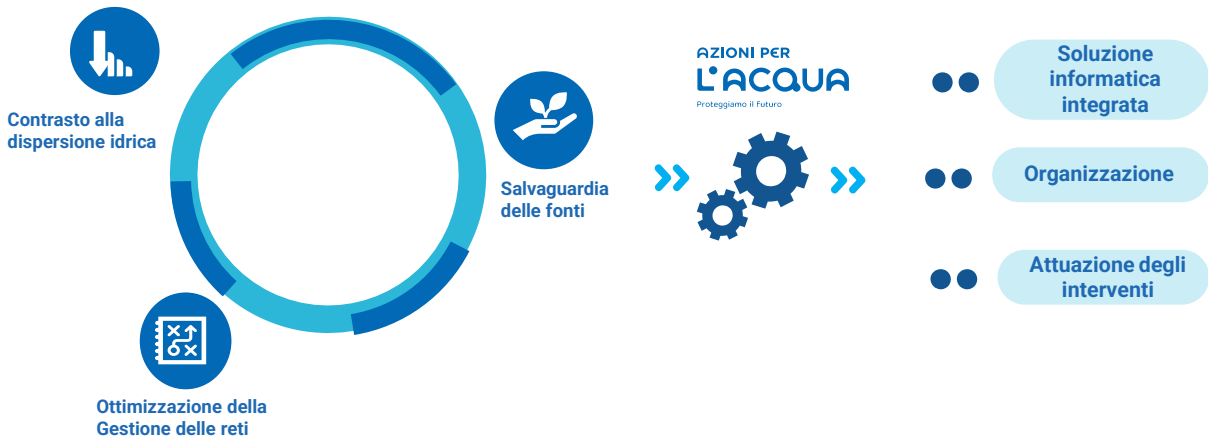 Contrasto alla
dispersione idrica
Salvaguardia
delle fonti
Ottimizzazione della
Gestione delle reti
AZIONI PER
L'ACQUA
Proteggiamo il futuro
Soluzione
informatica
integrata
Organizzazione
Attuazione degli
interventi